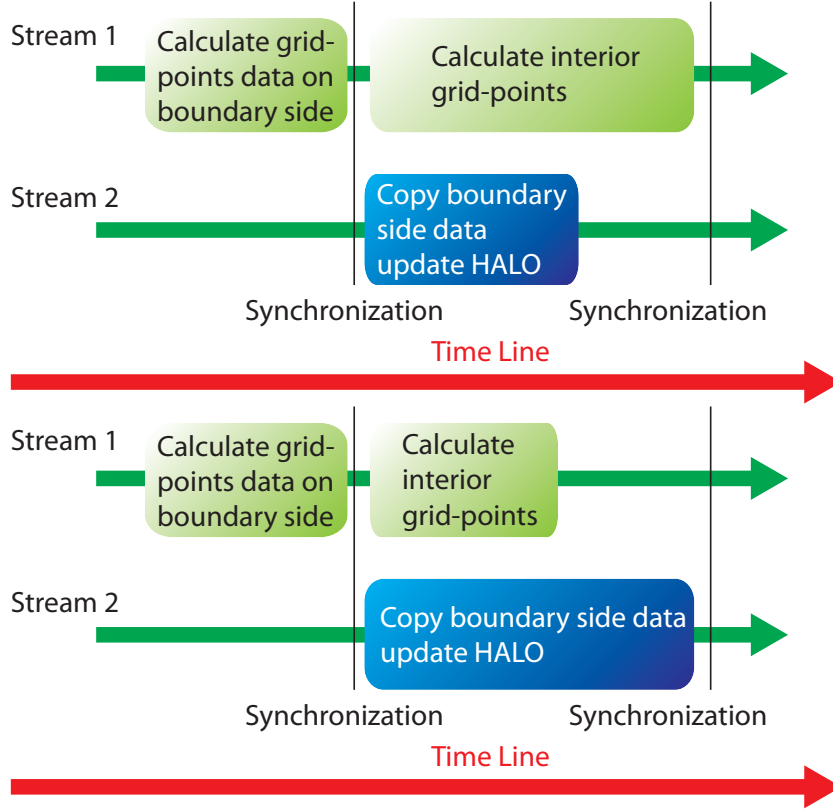 Stream 1
Calculate grid-
points data on
boundary side
Calculate interior
grid-points
Stream 2
Copy boundary
side data
update HALO
Synchronization
Synchronization
Time Line
Stream 1
Calculate grid-
points data on
boundary side
Calculate
interior
grid-points
Stream 2
Copy boundary side data
update HALO
Synchronization
Synchronization
Time Line